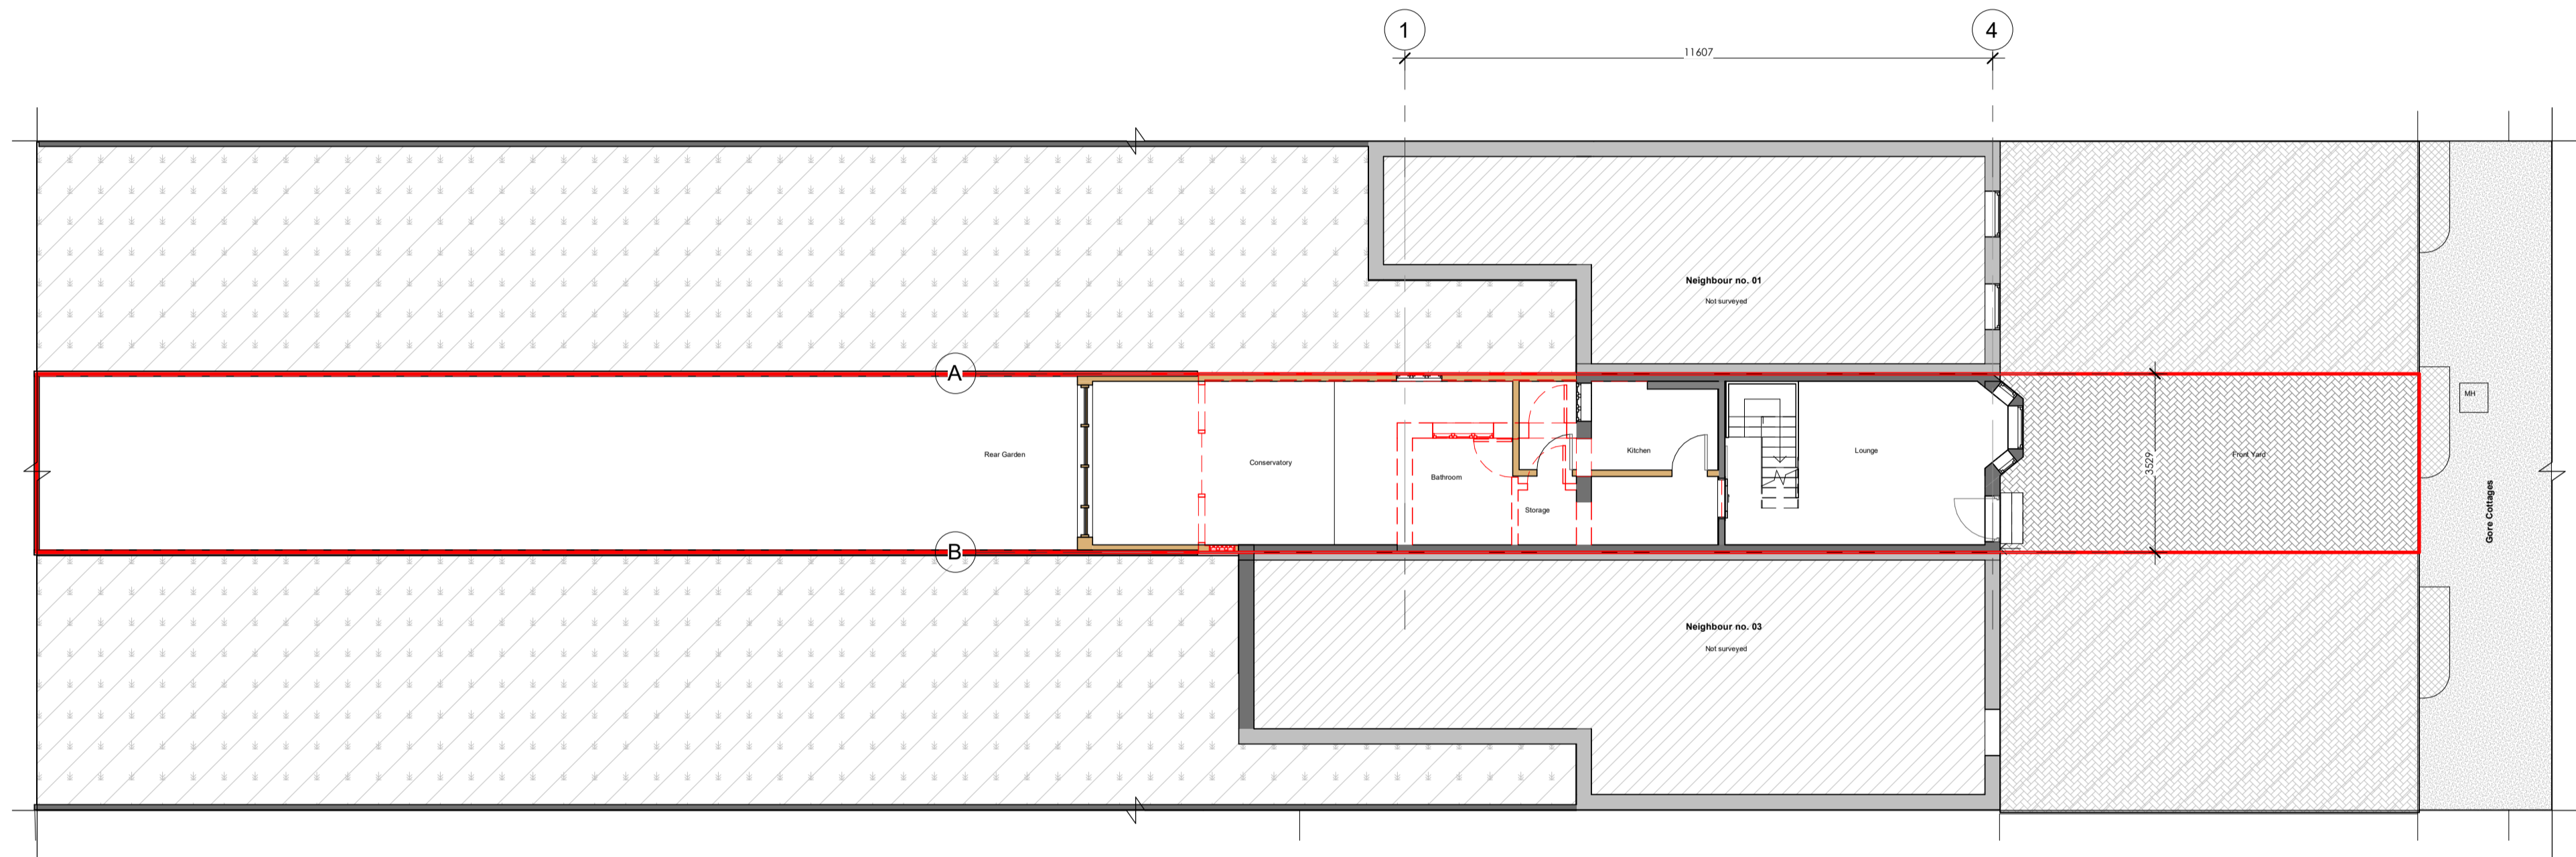 1
4
11607
Neighbour no. 01
Not surveyed
A
MH
Rear Garden
Conservatory
Bathroom
Kitchen
Lounge
3529
Front Yard
Storage
Gore Cottages
B
Neighbour no. 03
Not surveyed